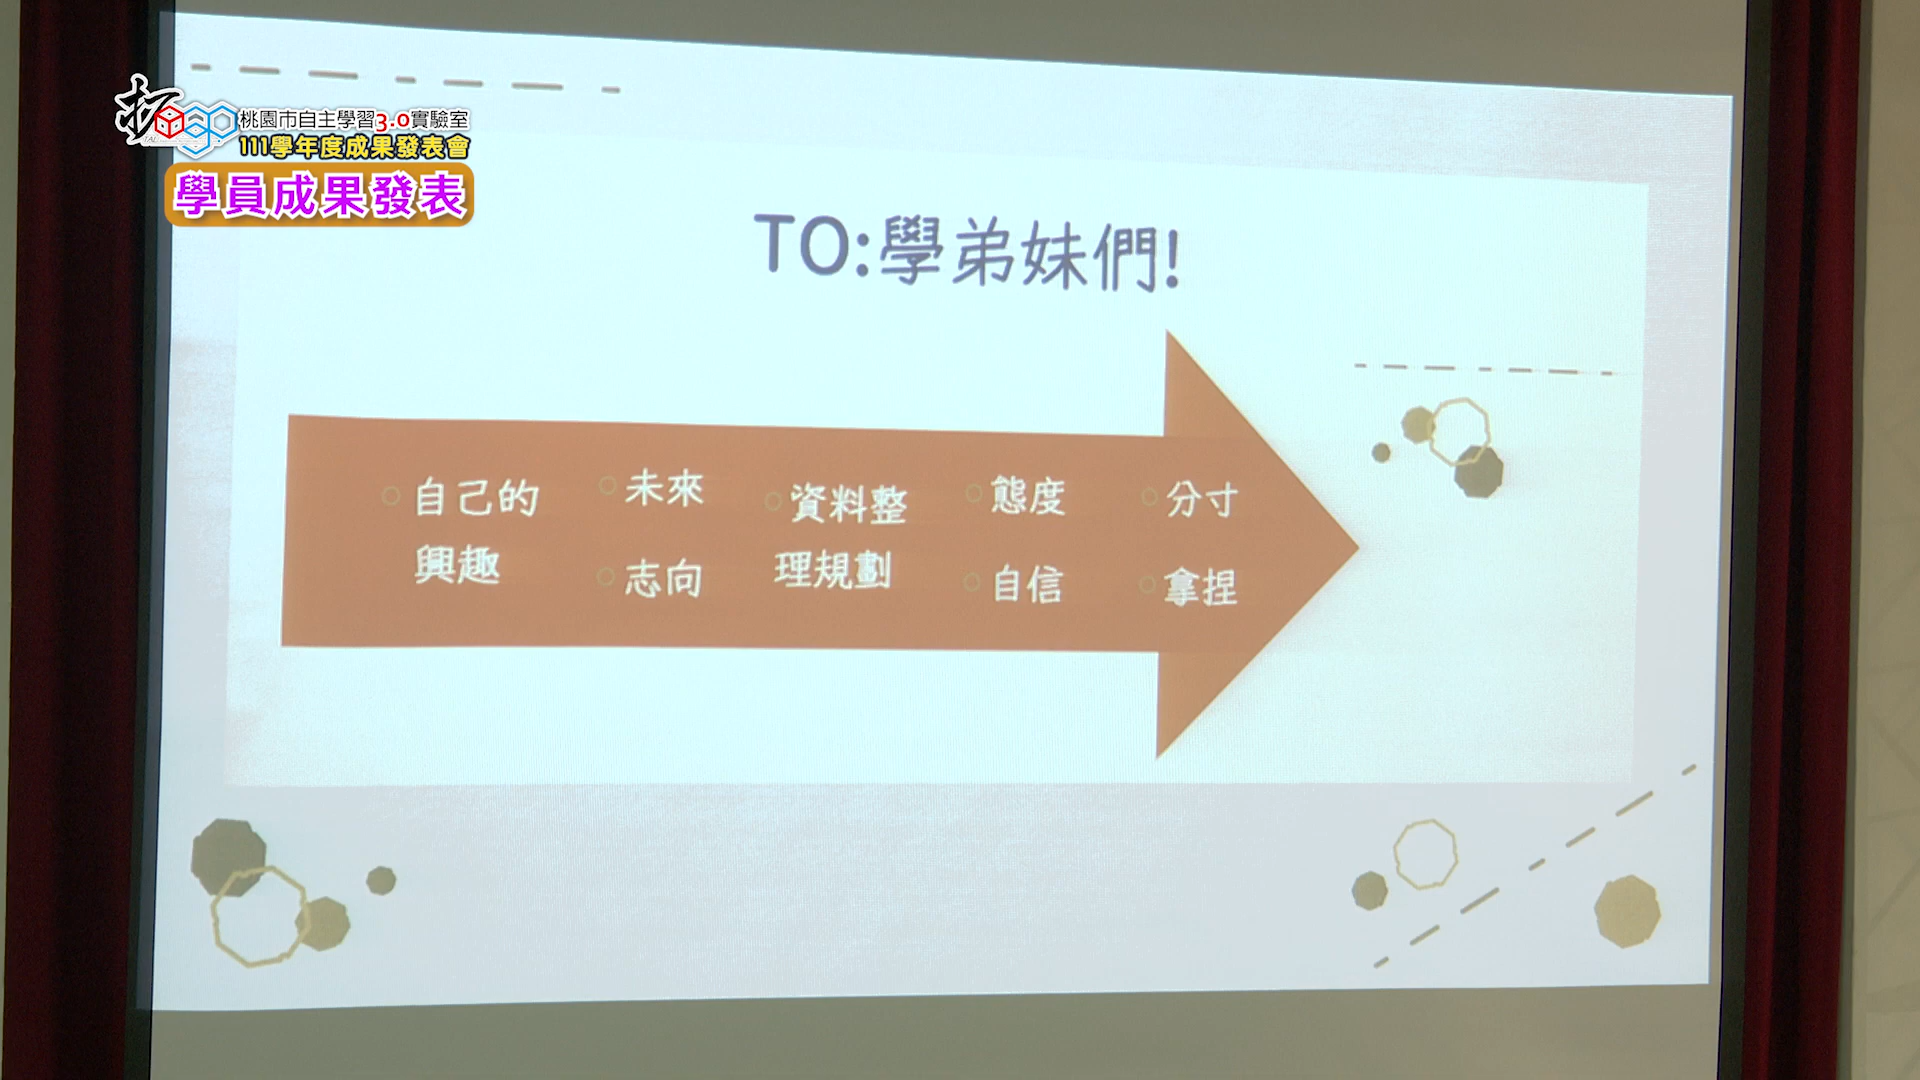 拓
桃園市自主學習3.0實驗室
111學年度成果發表會
學員成果發表
TO:學弟妹們!
自己的
興趣
未來
志向
資料整
理規劃
態度
自信
分寸
拿捏